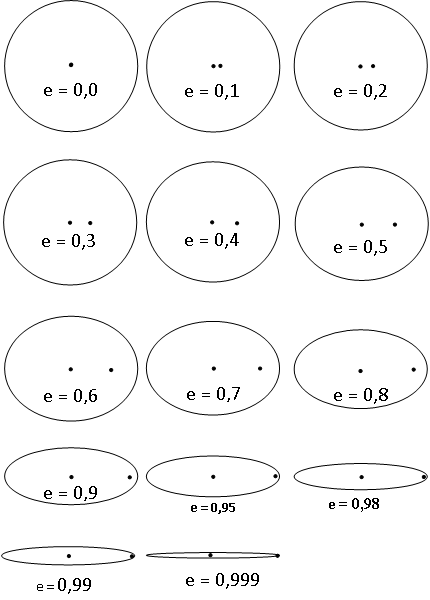 e = 0,0
e = 0,1
e = 0,2
e = 0,3
e = 0,4
e = 0,5
e = 0,6
e = 0,7
e = 0,8
e = 0,9
e = 0,95
e = 0,98
e = 0,99
e = 0,999